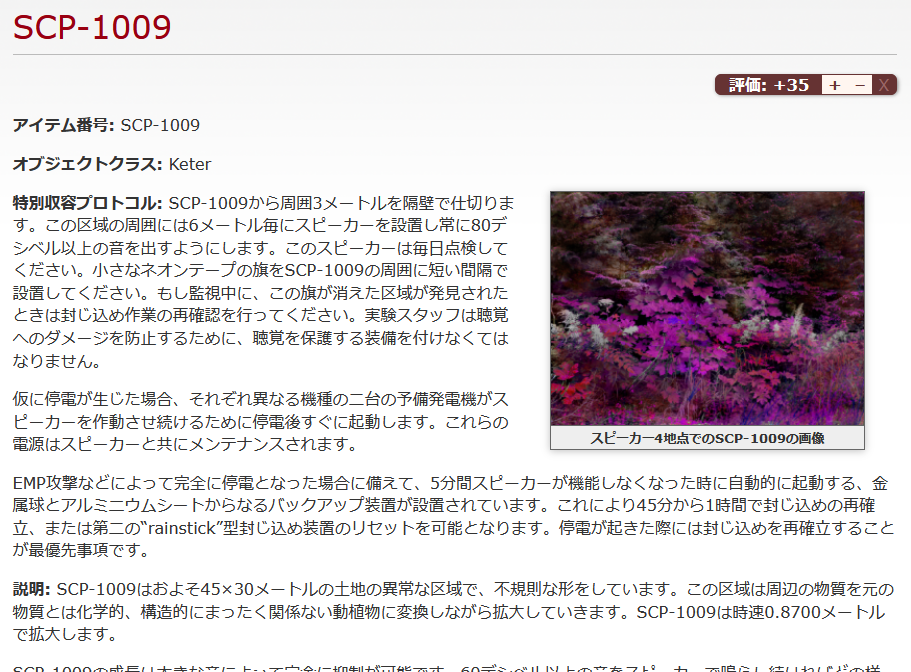 SCP-1009
評価: +35 + − X
アイテム番号: SCP-1009
オブジェクトクラス: Keter
特別収容プロトコル: SCP-1009から周囲3メートルを隔壁で仕切りま
す。この区域の周囲には6メートル毎にスピーカーを設置し常に80デ
シベル以上の音を出すようにします。このスピーカーは毎日点検して
ください。小さなネオンテープの旗をSCP-1009の周囲に短い間隔で
設置してください。もし監視中に、この旗が消えた区域が発見された
ときは封じ込め作業の再確認を行ってください。実験スタッフは聴覚
へのダメージを防止するために、聴覚を保護する装備を付けなくては
なりません。
スピーカー4地点でのSCP-1009の画像
仮に停電が生じた場合、それぞれ異なる機種の二台の予備発電機がス
ピーカーを作動させ続けるために停電後すぐに起動します。これらの
電源はスピーカーと共にメンテナンスされます。
EMP攻撃などによって完全に停電となった場合に備えて、5分間スピーカーが機能しなくなった時に自動的に起動する、金
属球とアルミニウムシートからなるバックアップ装置が設置されています。これにより45分から1時間で封じ込めの再確
立、または第二の“rainstick”型封じ込め装置のリセットを可能となります。停電が起きた際には封じ込めを再確立すること
が最優先事項です。
説明: SCP-1009はおよそ45×30メートルの土地の異常な区域で、不規則な形をしています。この区域は周辺の物質を元の
物質とは化学的、構造的にまったく関係ない動植物に変換しながら拡大していきます。SCP-1009は時速0.8700メートル
で拡大します。